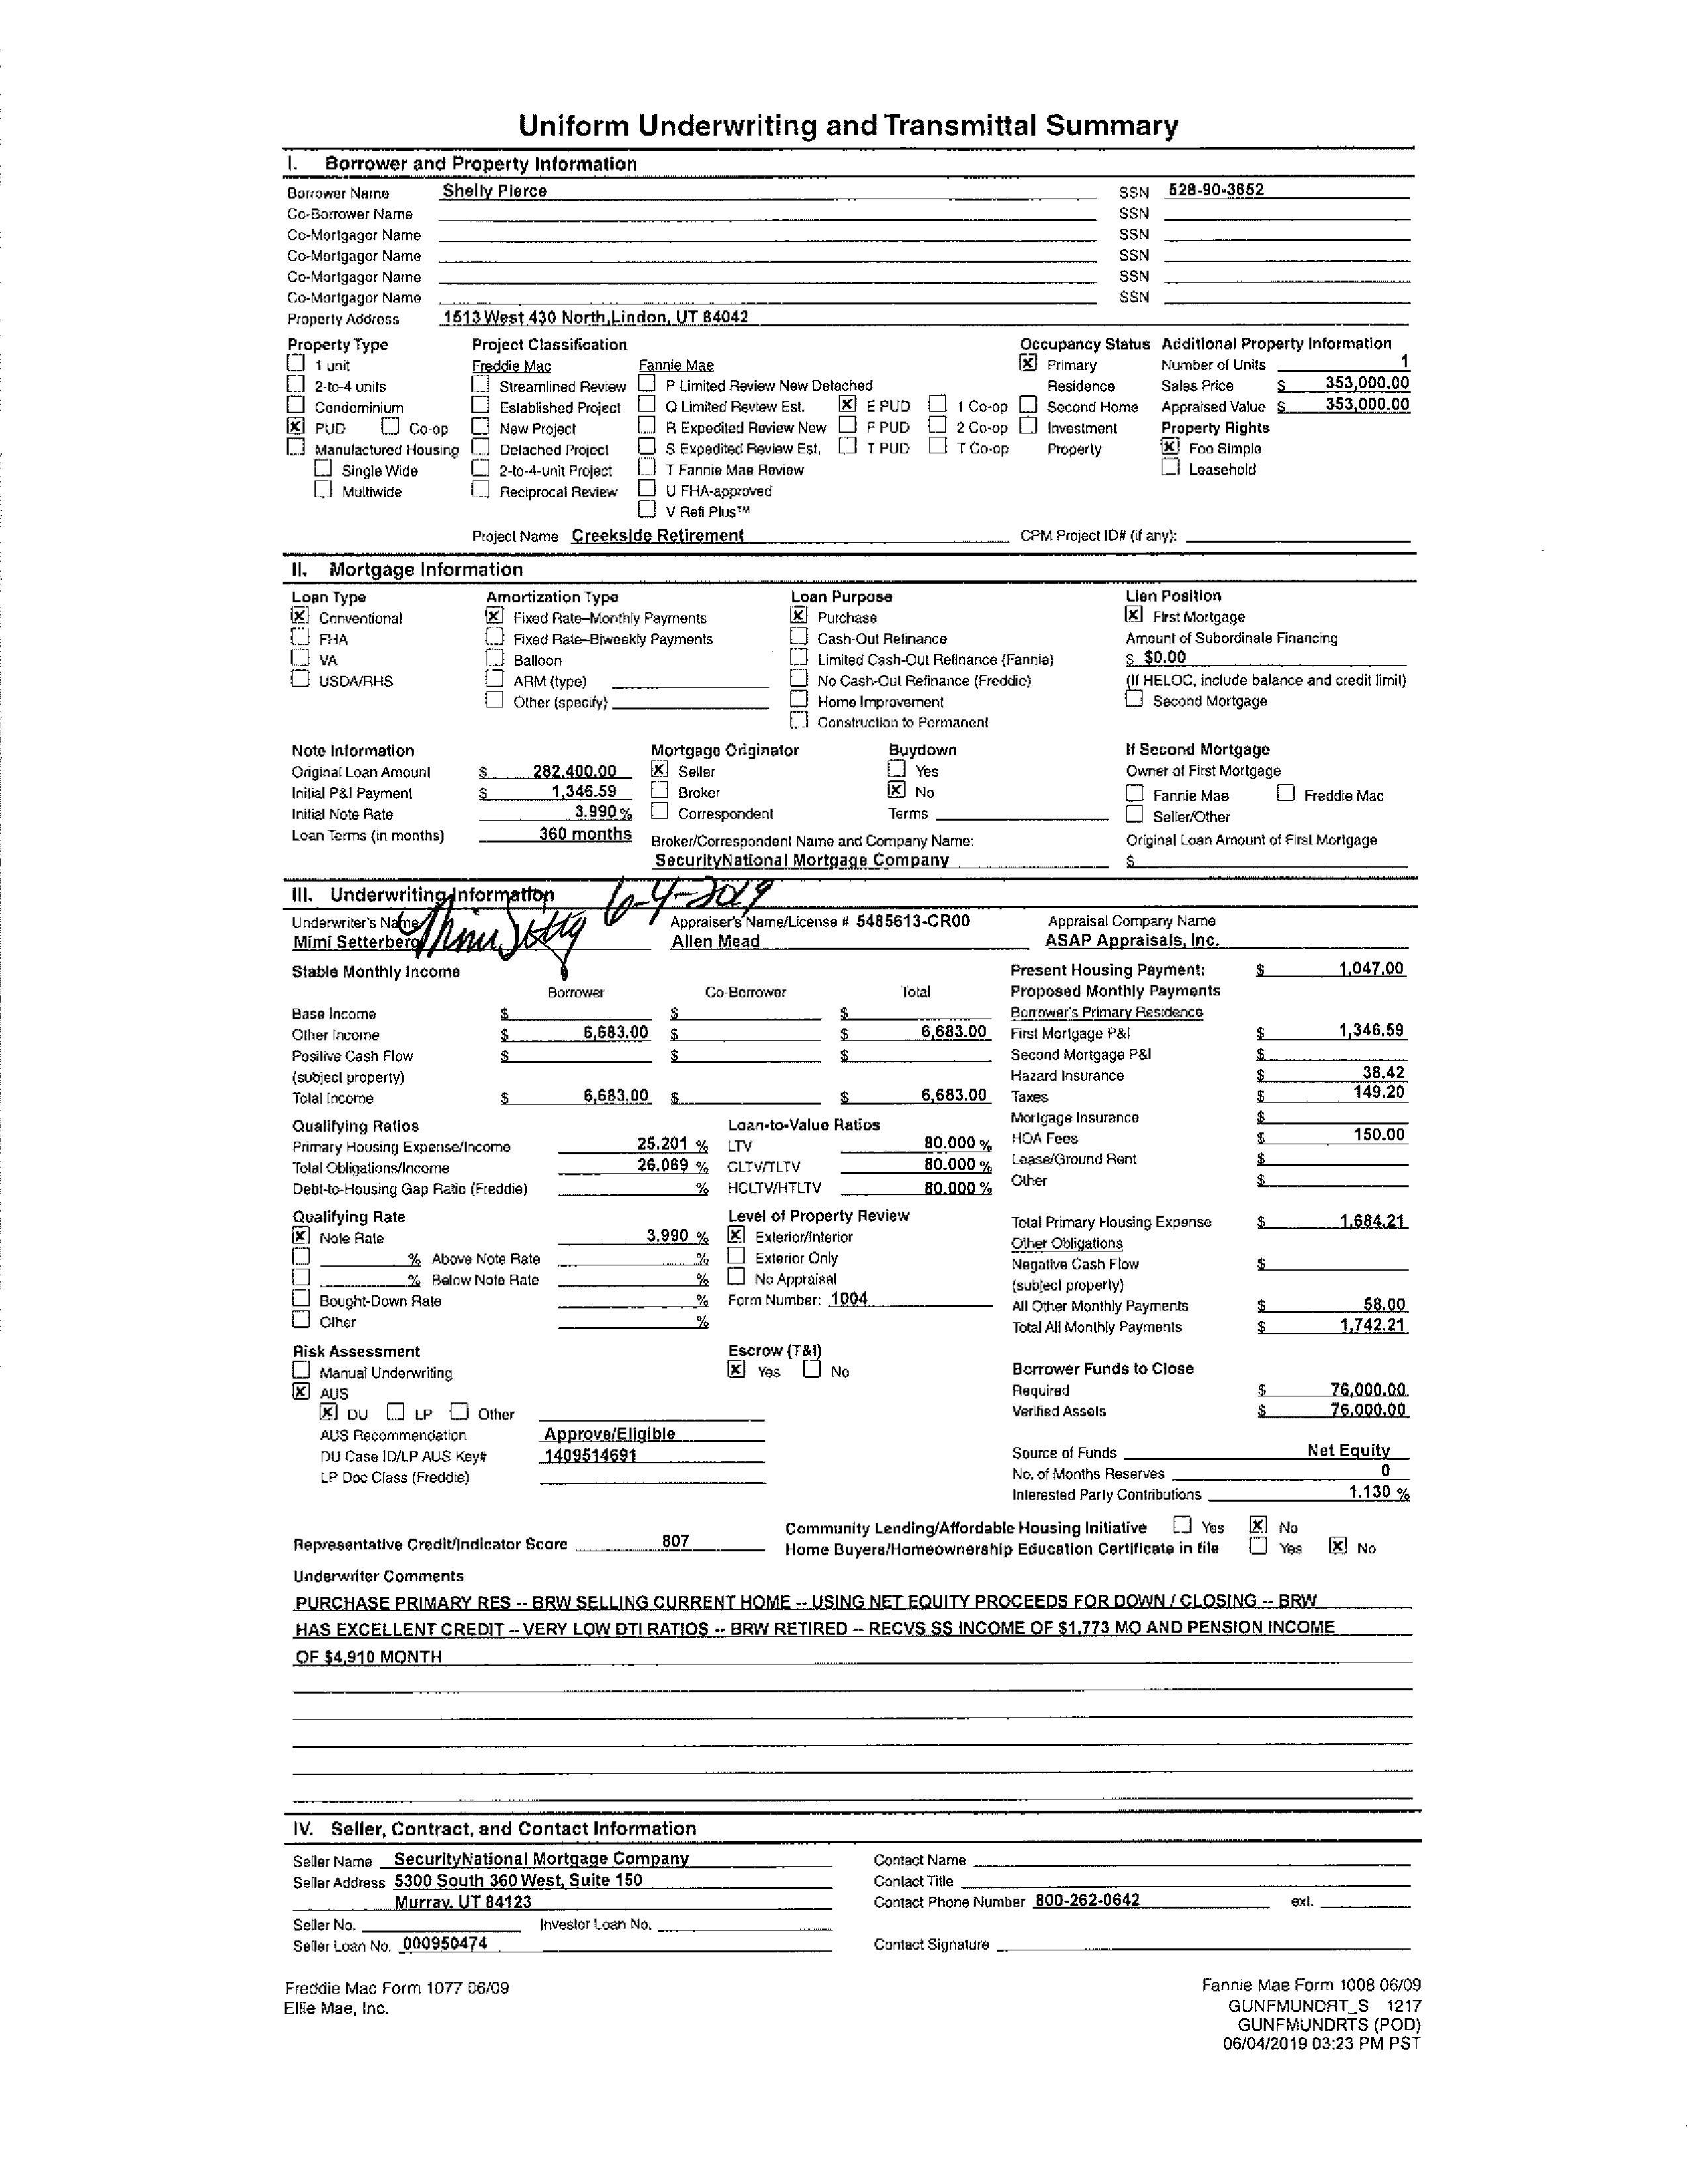 Uniform Underwriting and Transmittal Summary
I. Borrower and Property Information
Borrower Name Shelly Pierce SSN 528-90-3652
Co-Borrower Name SSN
Co-Mortgagor Name SSN
Co-Mortgagor Name SSN
Co-Mortgagor Name SSN
Co-Mortgagor Name SSN
Property Address 1513 West 430 North, Lindon, UT 84042
Property Type Project Classification Occupancy Status Additional Property Information
1 unit Freddie Mac Fannie Mae Primary Number of Units 1
2-to-4 units Streamlined Review P Limited Review New Detached Residence Sales Price $ 353,000.00
Condominium Established Project Q Limited Review Est. X E PUD 1 Co-op Second Home Appraised Value $ 353,000.00
X PUD Co-op New Project R Expedited Review New F PUD 2 Co-op Investment Property Rights
Manufactured Housing Detached Project S Expedited Review Est. T PUD T Co-op Property X Fee Simple
Single Wide 2-to-4-unit Project T Fannie Mae Review Leasehold
Multiwide Reciprocal Review U FHA-approved
V Refi Plus™
Project Name Creekside Retirement CPM Project ID# (if any):
II. Mortgage Information
Loan Type Amortization Type Loan Purpose Lien Position
X Conventional X Fixed Rate–Monthly Payments X Purchase X First Mortgage
FHA Fixed Rate–Biweekly Payments Cash-Out Refinance Amount of Subordinate Financing
VA Balloon Limited Cash-Out Refinance (Fannie) $ $0.00
USDA/RHS ARM (type) No Cash-Out Refinance (Freddie) (If HELOC, include balance and credit limit)
Other (specify) Home Improvement Second Mortgage
Construction to Permanent
Note Information Mortgage Originator Buydown If Second Mortgage
Original Loan Amount $ 282,400.00 X Seller Yes Owner of First Mortgage
Initial P&I Payment $ 1,346.59 Broker X No Fannie Mae Freddie Mac
Initial Note Rate 3.990 % Correspondent Terms Seller/Other
Loan Terms (in months) 360 months Broker/Correspondent Name and Company Name: Original Loan Amount of First Mortgage
SecurityNational Mortgage Company $
III. Underwriting Information 6-4-2019
Underwriter's Name Appraiser's Name/License # 5485613-CR00 Appraisal Company Name
Mimi Setterberg Allen Mead ASAP Appraisals, Inc.
Stable Monthly Income Present Housing Payment: $ 1,047.00
Borrower Co-Borrower Total Proposed Monthly Payments
Base Income $ $ $ Borrower's Primary Residence
Other Income $ 6,683.00 $ $ 6,683.00 First Mortgage P&I $ 1,346.59
Positive Cash Flow $ $ $ Second Mortgage P&I $
(subject property) Hazard Insurance $ 38.42
Total Income $ 6,683.00 $ $ 6,683.00 Taxes $ 149.20
Qualifying Ratios Loan-to-Value Ratios Mortgage Insurance $
Primary Housing Expense/Income 25.201 % LTV 80.000 % HOA Fees $ 150.00
Total Obligations/Income 26.069 % CLTV/TLTV 80.000 % Lease/Ground Rent $
Debt-to-Housing Gap Ratio (Freddie) % HCLTV/HTLTV 80.000 % Other $
Qualifying Rate Level of Property Review Total Primary Housing Expense $ 1,684.21
X Note Rate 3.990 % X Exterior/Interior Other Obligations
% Above Note Rate % Exterior Only Negative Cash Flow $
% Below Note Rate % No Appraisal (subject property)
Bought-Down Rate % Form Number: 1004 All Other Monthly Payments $ 58.00
Other % Total All Monthly Payments $ 1,742.21
Risk Assessment Escrow (T&I)
Manual Underwriting X Yes No Borrower Funds to Close
X AUS Required $ 76,000.00
X DU LP Other Verified Assets $ 76,000.00
AUS Recommendation Approve/Eligible
DU Case ID/LP AUS Key# 1409514691 Source of Funds Net Equity
LP Doc Class (Freddie) No. of Months Reserves 0
Interested Party Contributions 1.130 %
Community Lending/Affordable Housing Initiative Yes X No
Representative Credit/Indicator Score 807 Home Buyers/Homeownership Education Certificate in file Yes X No
Underwriter Comments
PURCHASE PRIMARY RES -- BRW SELLING CURRENT HOME -- USING NET EQUITY PROCEEDS FOR DOWN / CLOSING -- BRW
HAS EXCELLENT CREDIT -- VERY LOW DTI RATIOS -- BRW RETIRED -- RECVS SS INCOME OF $1,773 MO AND PENSION INCOME
OF $4,910 MONTH
IV. Seller, Contract, and Contact Information
Seller Name SecurityNational Mortgage Company Contact Name
Seller Address 5300 South 360 West, Suite 150 Contact Title
Murray, UT 84123 Contact Phone Number 800-262-0642 ext.
Seller No. Investor Loan No.
Seller Loan No. 000950474 Contact Signature
Freddie Mac Form 1077 06/09 Fannie Mae Form 1008 06/09
Ellie Mae, Inc. GUNFMUNDRT_S 1217
GUNFMUNDRTS (POD)
06/04/2019 03:23 PM PST